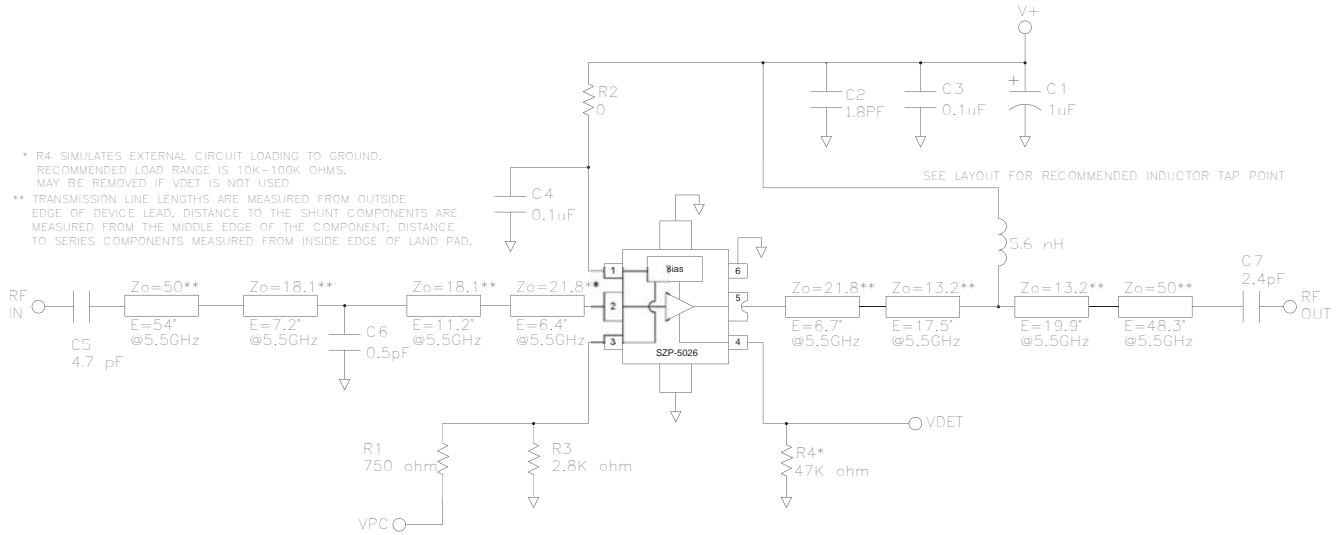 V+
R2
0
C2
1.8PF
C3
0.1uF
+
C1
1uF
* R4 SIMULATES EXTERNAL CIRCUIT LOADING TO GROUND.
RECOMMENDED LOAD RANGE IS 10K-100K OHMS.
MAY BE REMOVED IF VDET IS NOT USED
** TRANSMISSION LINE LENGTHS ARE MEASURED FROM OUTSIDE
EDGE OF DEVICE LEAD. DISTANCE TO THE SHUNT COMPONENTS ARE
MEASURED FROM THE MIDDLE EDGE OF THE COMPONENT; DISTANCE
TO SERIES COMPONENTS MEASURED FROM INSIDE EDGE OF LAND PAD.
SEE LAYOUT FOR RECOMMENDED INDUCTOR TAP POINT
C4
0.1uF
5.6 nH
1
Bias
6
2
5
3
4
SZP-5026
RF
IN
C5
4.7 pF
Zo=50**
E=54°
@5.5GHz
Zo=18.1**
E=7.2°
@5.5GHz
C6
0.5pF
Zo=18.1**
E=11.2°
@5.5GHz
Zo=21.8**
E=6.4°
@5.5GHz
Zo=21.8**
E=6.7°
@5.5GHz
Zo=13.2**
E=17.5°
@5.5GHz
Zo=13.2**
E=19.9°
@5.5GHz
Zo=50**
E=48.3°
@5.5GHz
C7
2.4pF
RF
OUT
R1
750 ohm
R3
2.8K ohm
VDET
R4*
47K ohm
VPC